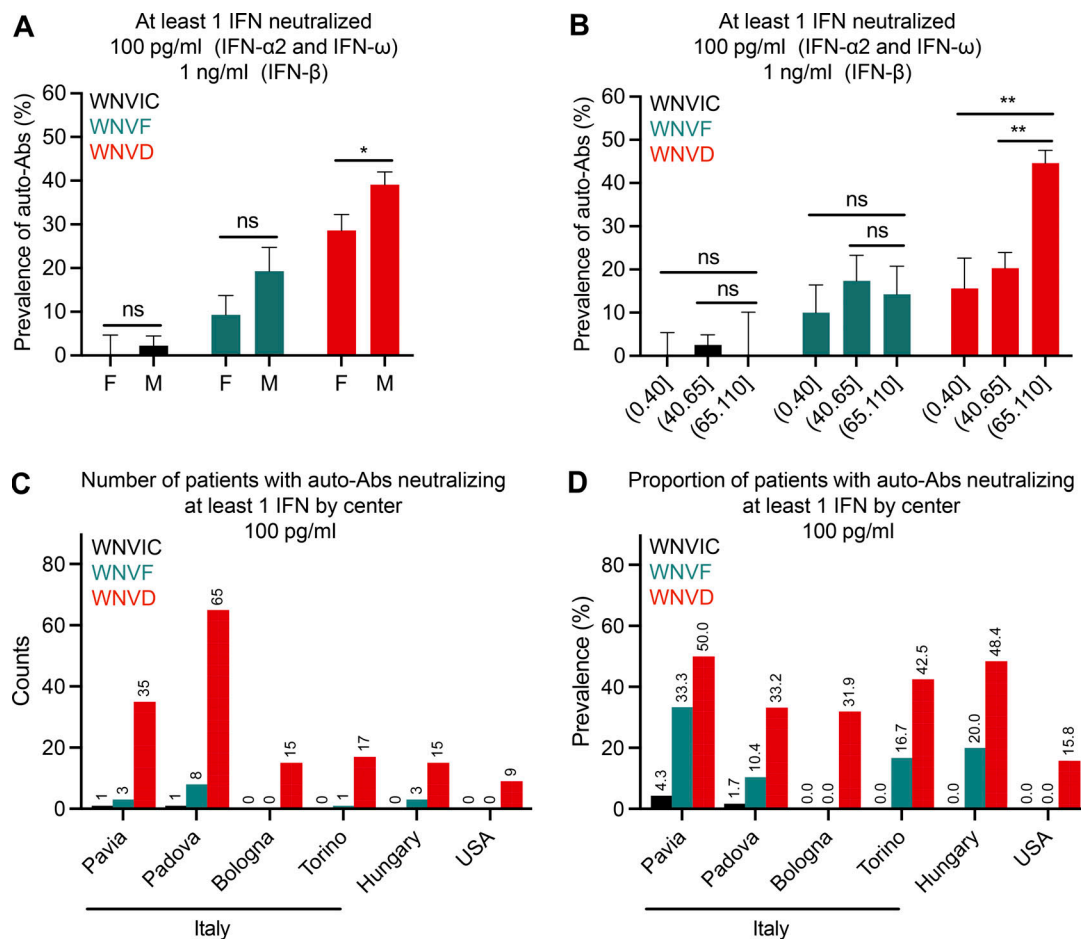 A
At least 1 IFN neutralized
100 pg/ml (IFN-α2 and IFN-ω)
1 ng/ml (IFN-β)
Prevalence of auto-Abs (%)
60
50
40
30
20
10
0
WNVIC
WNVF
WNVD
ns
ns
*
F M F M F M
B
At least 1 IFN neutralized
100 pg/ml (IFN-α2 and IFN-ω)
1 ng/ml (IFN-β)
Prevalence of auto-Abs (%)
60
50
40
30
20
10
0
WNVIC
WNVF
WNVD
ns
ns
ns
ns
**
**
(0.40] (40.65] (65.110] (0.40] (40.65] (65.110] (0.40] (40.65] (65.110]
C
Number of patients with auto-Abs neutralizing
at least 1 IFN by center
100 pg/ml
Counts
80
60
40
20
0
WNVIC
WNVF
WNVD
1 3 35 1 8 65 0 0 15 0 1 17 0 3 15 0 0 9
Pavia Padova Bologna Torino Hungary USA
Italy
D
Proportion of patients with auto-Abs neutralizing
at least 1 IFN by center
100 pg/ml
Prevalence (%)
80
60
40
20
0
WNVIC
WNVF
WNVD
4.3 33.3 50.0 1.7 10.4 33.2 0.0 0.0 31.9 0.0 16.7 42.5 0.0 20.0 48.4 0.0 0.0 15.8
Pavia Padova Bologna Torino Hungary USA
Italy